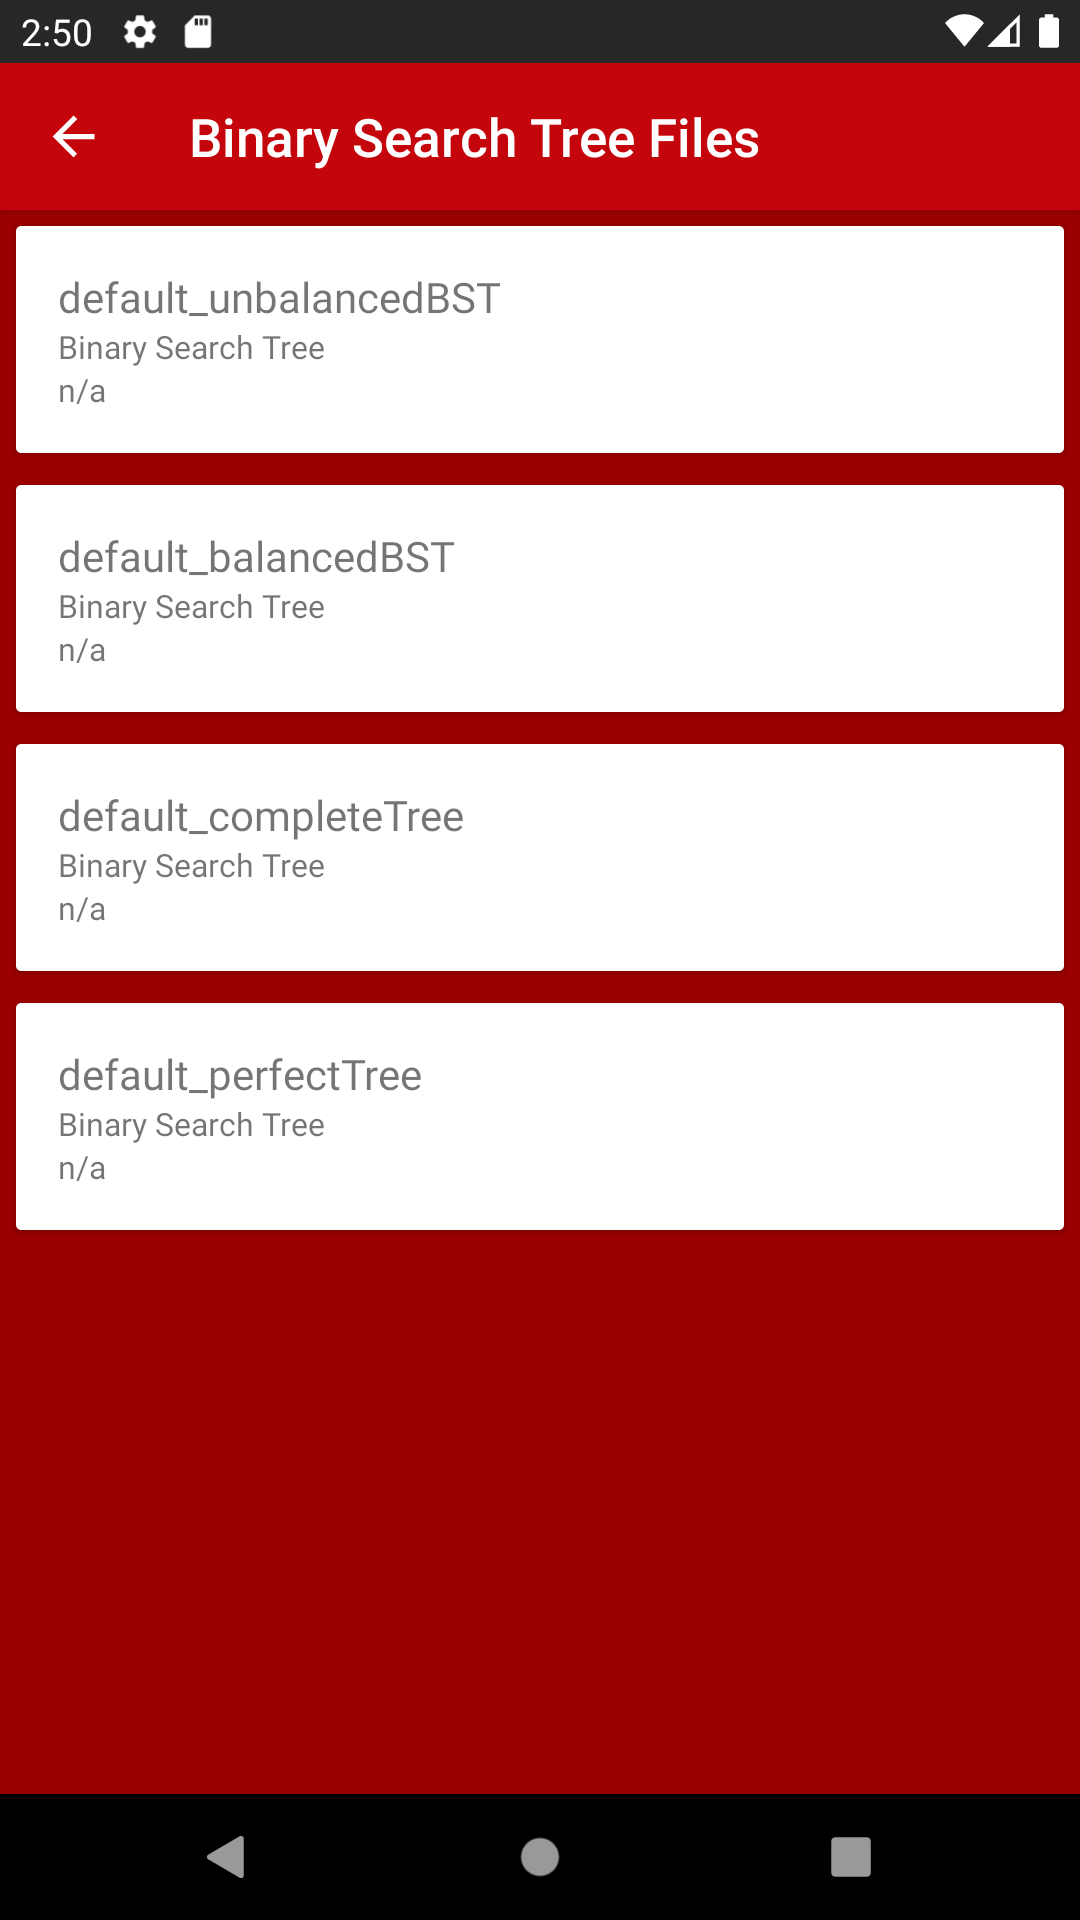 2:50
Binary Search Tree Files
default_unbalancedBST
Binary Search Tree
n/a
default_balancedBST
Binary Search Tree
n/a
default_completeTree
Binary Search Tree
n/a
default_perfectTree
Binary Search Tree
n/a